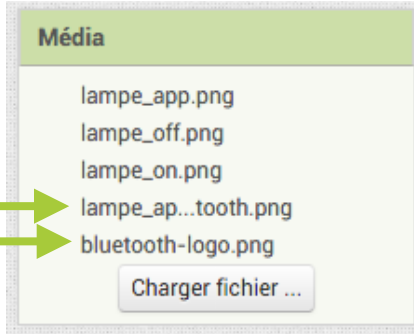 Média
lampe_app.png
lampe_off.png
lampe_on.png
lampe_ap...tooth.png
bluetooth-logo.png
Charger fichier ...